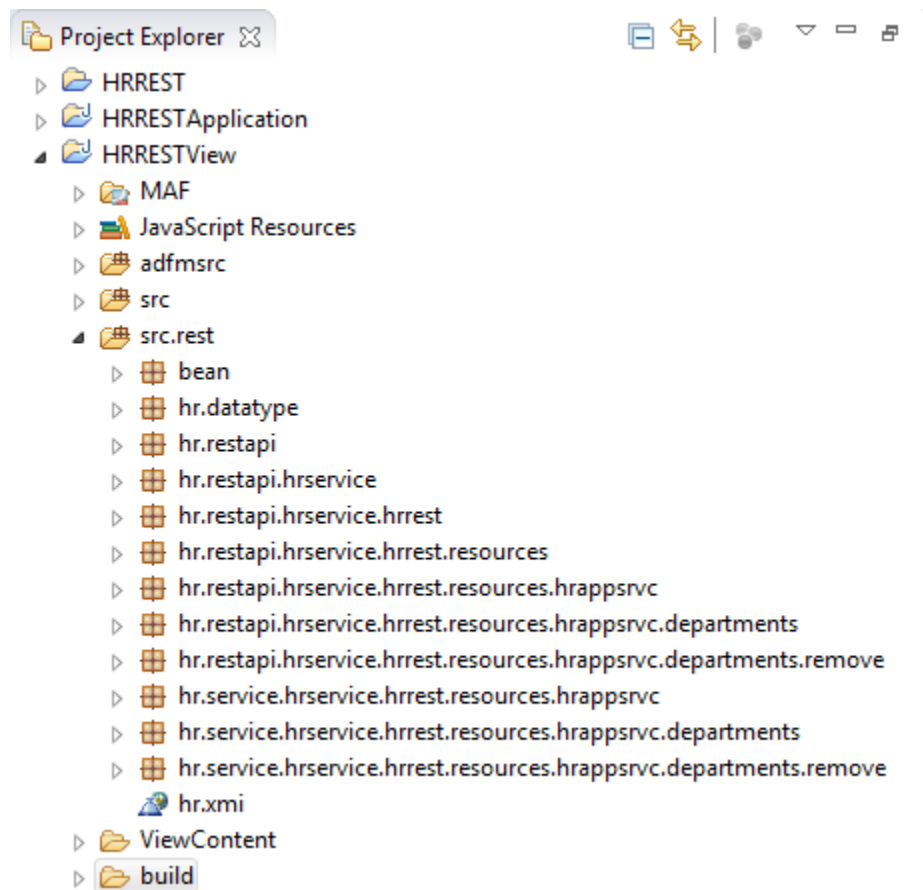 Project Explorer
HRREST
HRRESTApplication
HRRESTView
MAF
JavaScript Resources
adfmsrc
src
src.rest
bean
hr.datatype
hr.restapi
hr.restapi.hrservice
hr.restapi.hrservice.hrrest
hr.restapi.hrservice.hrrest.resources
hr.restapi.hrservice.hrrest.resources.hrappsrvc
hr.restapi.hrservice.hrrest.resources.hrappsrvc.departments
hr.restapi.hrservice.hrrest.resources.hrappsrvc.departments.remove
hr.service.hrservice.hrrest.resources.hrappsrvc
hr.service.hrservice.hrrest.resources.hrappsrvc.departments
hr.service.hrservice.hrrest.resources.hrappsrvc.departments.remove
hr.xmi
ViewContent
build